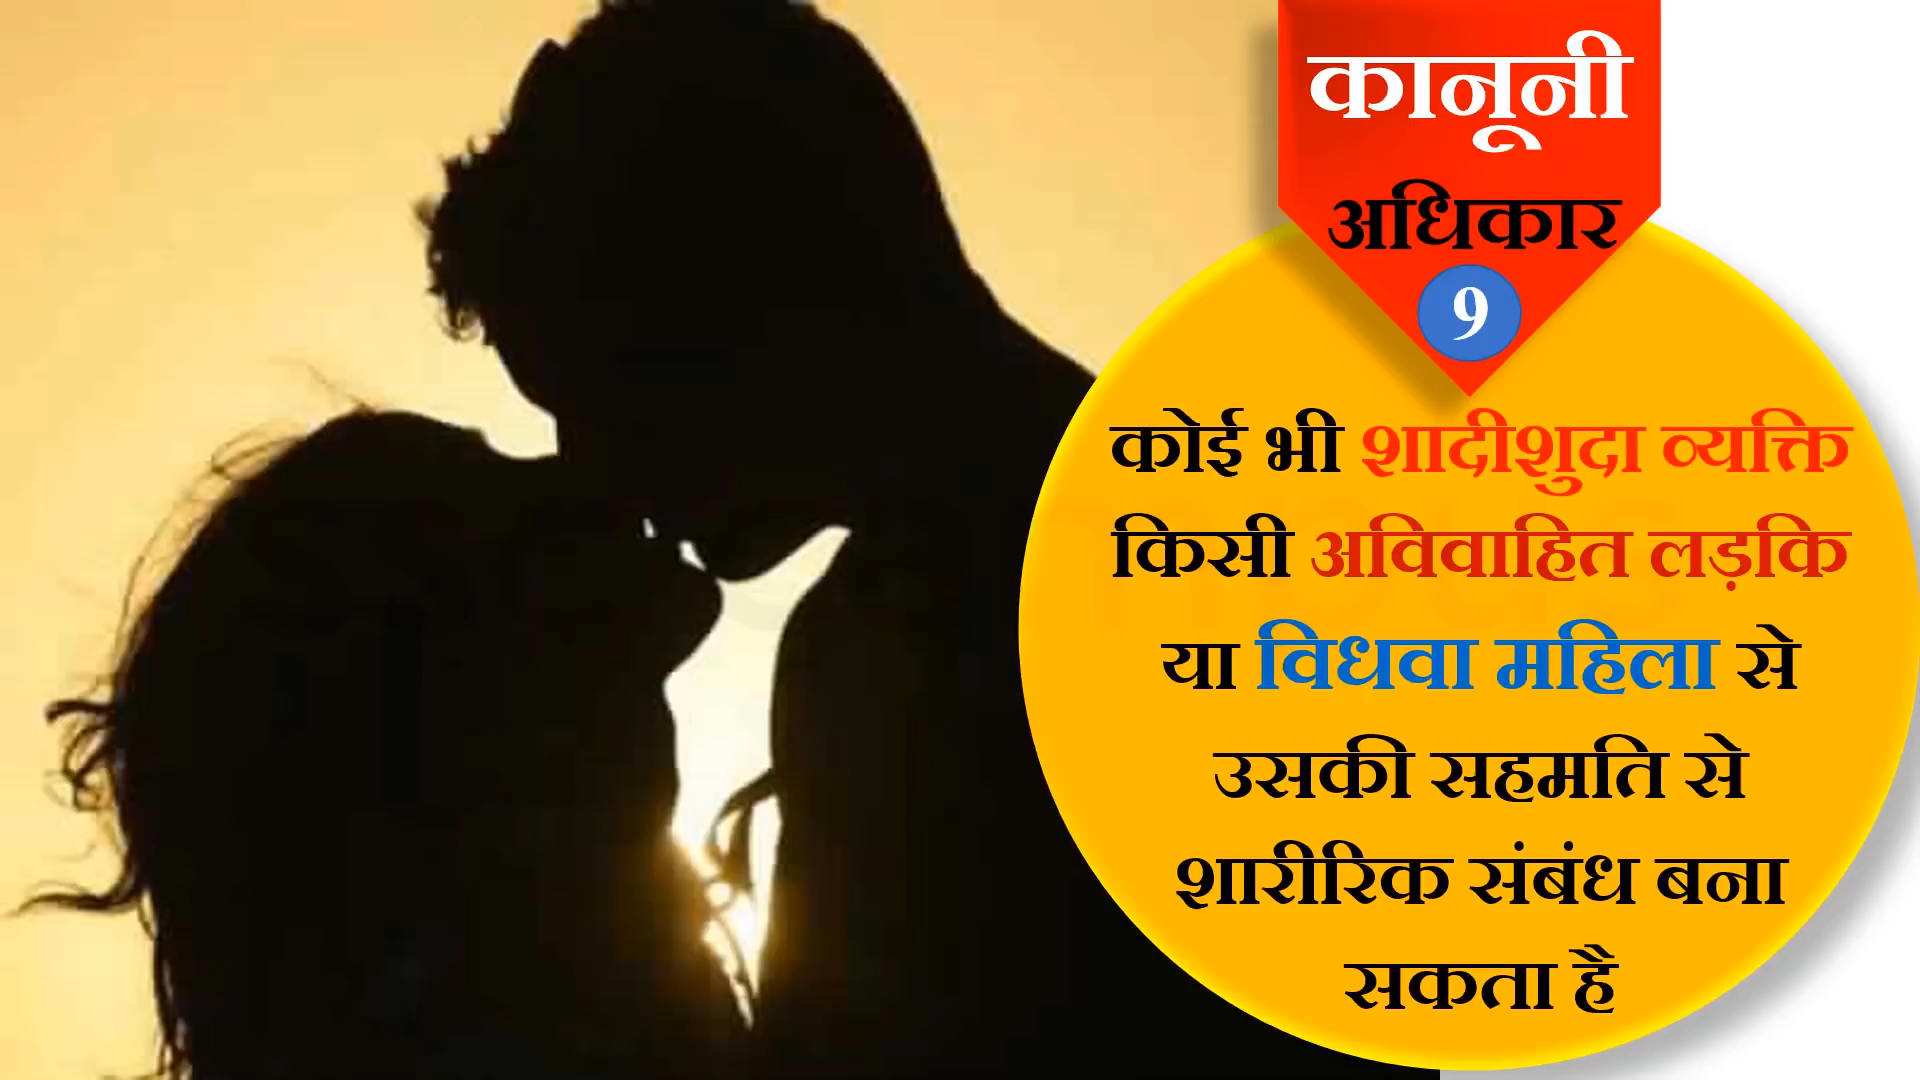 कानूनी
अधिकार
9
कोई भी शादीशुदा व्यक्ति
किसी अविवाहित लड़कि
या विधवा महिला से
उसकी सहमति से
शारीरिक संबंध बना
सकता है